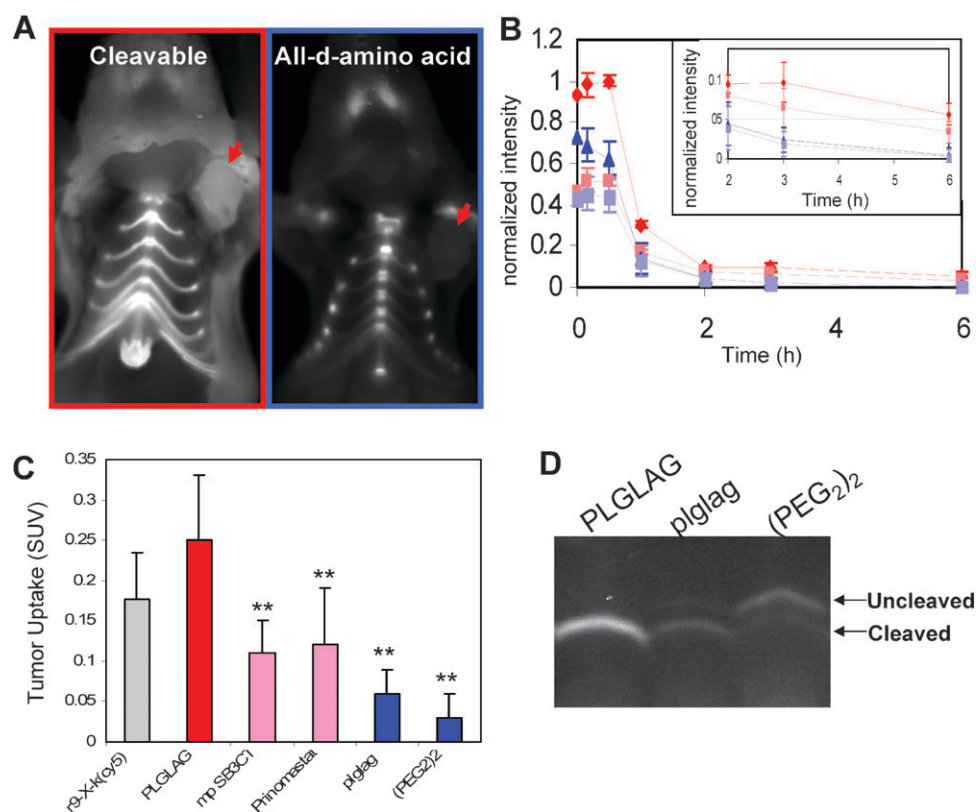 A
Cleavable
All-d-amino acid
B
normalized intensity
1.2
1
0.8
0.6
0.4
0.2
0
0
2
4
6
Time (h)
normalized intensity
0.1
.05
0
2
3
4
5
6
Time (h)
C
Tumor Uptake (SUV)
0.35
0.3
0.25
0.2
0.15
0.1
0.05
0
**
**
**
**
r9-X-k(cy5)
PLGLAG
mp SB3CT
Prinomastat
plglag
(PEG2)2
D
PLGLAG
plglag
(PEG₂)₂
Uncleaved
Cleaved